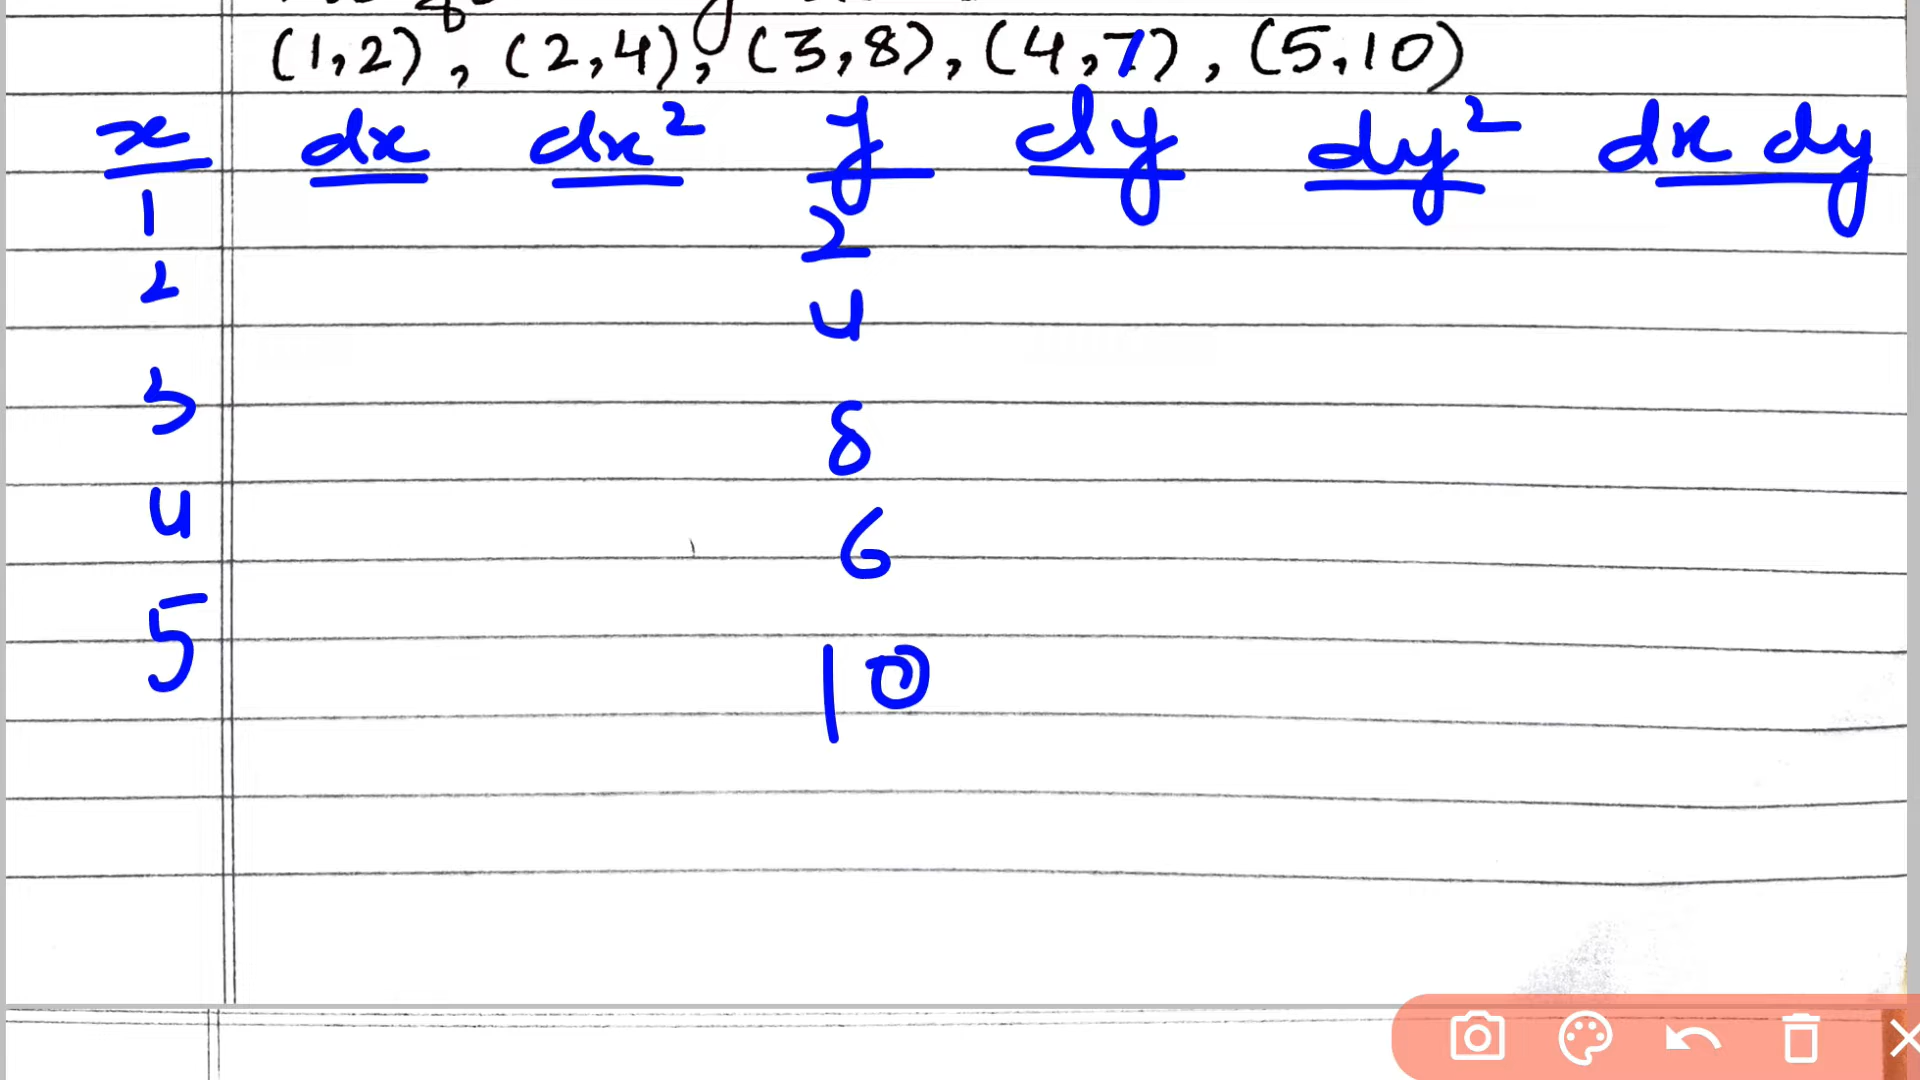 (1,2), (2,4), (3,8), (4,7), (5,10)
x dx dx² y dy dy² dx dy
1 2
2 4
3 8
4 6
5 10